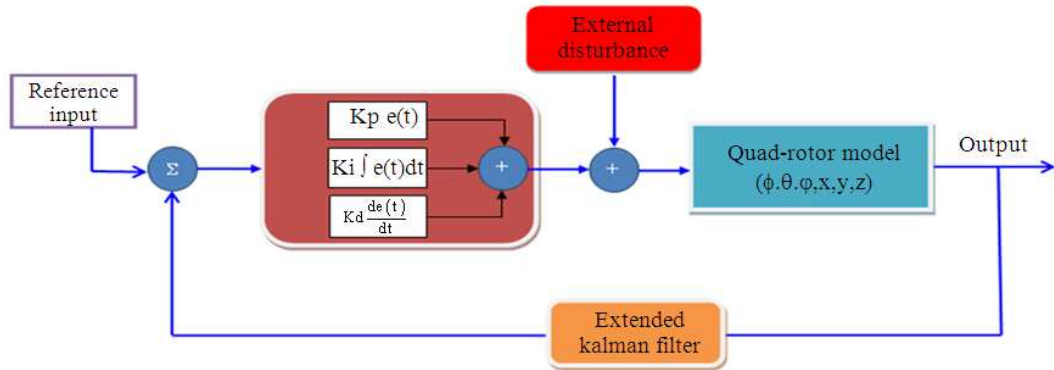 External
disturbance
Reference
input
Kp e(t)
Σ
Ki ∫ e(t)dt
+
+
Kd de(t)/dt
Quad-rotor model
(ϕ.θ.φ,x,y,z)
Output
Extended
kalman filter